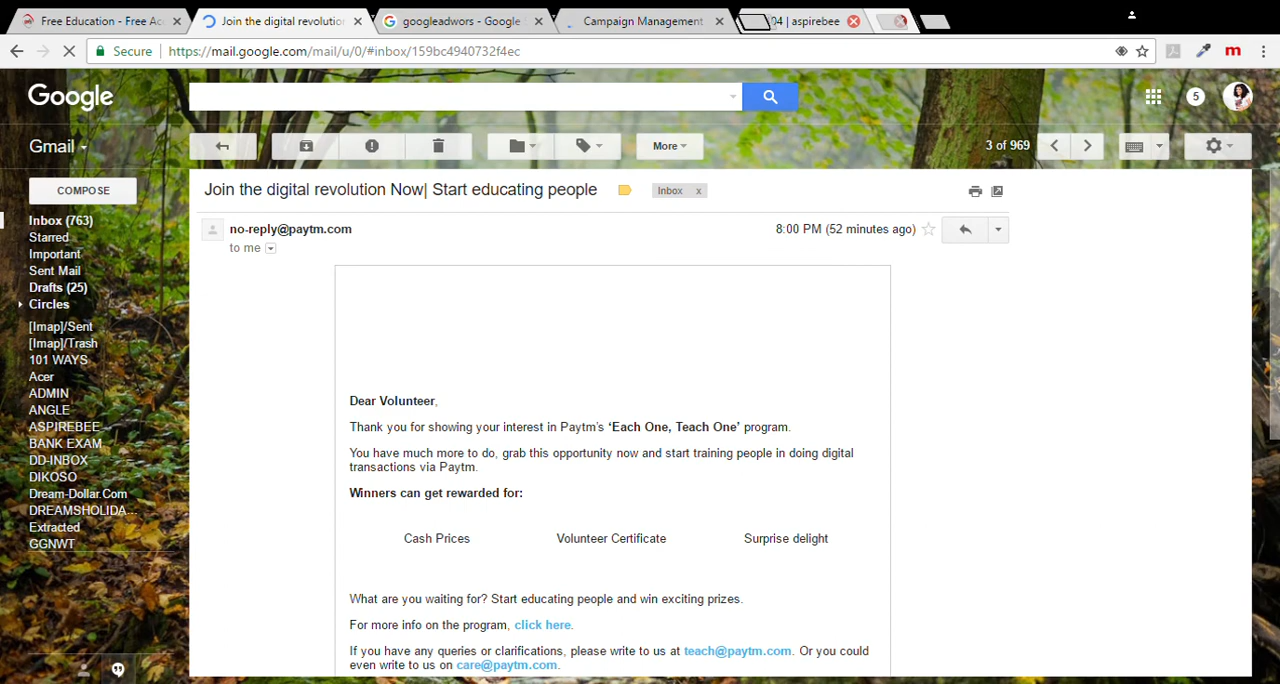 Free Education - Free Ac
Join the digital revolution
googleadwors - Google
Campaign Management
04 | aspirebee
Secure | https://mail.google.com/mail/u/0/#inbox/159bc4940732f4ec
m
Google
5
Gmail
More
3 of 969
COMPOSE
Join the digital revolution Now| Start educating people
Inbox x
Inbox (763)
Starred
Important
Sent Mail
Drafts (25)
Circles
[Imap]/Sent
[Imap]/Trash
101 WAYS
Acer
ADMIN
ANGLE
ASPIREBEE
BANK EXAM
DD-INBOX
DIKOSO
Dream-Dollar.Com
DREAMSHOLIDA...
Extracted
GGNWT
no-reply@paytm.com
8:00 PM (52 minutes ago)
to me
Dear Volunteer,
Thank you for showing your interest in Paytm's ‘Each One, Teach One’ program.
You have much more to do, grab this opportunity now and start training people in doing digital
transactions via Paytm.
Winners can get rewarded for:
Cash Prices Volunteer Certificate Surprise delight
What are you waiting for? Start educating people and win exciting prizes.
For more info on the program, click here.
If you have any queries or clarifications, please write to us at teach@paytm.com. Or you could
even write to us on care@paytm.com.